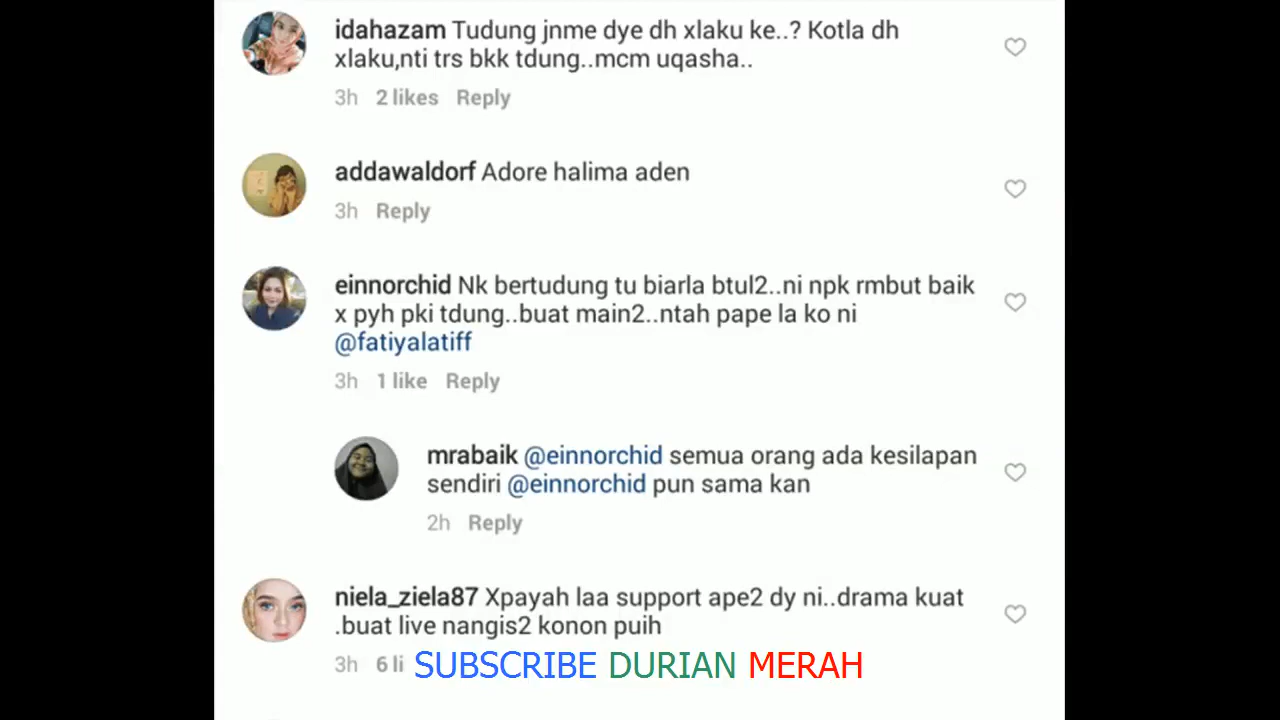 idahazam Tudung jnme dye dh xlaku ke..? Kotla dh
xlaku,nti trs bkk tdung..mcm uqasha..
3h 2 likes Reply
addawaldorf Adore halima aden
3h Reply
einnorchid Nk bertudung tu biarla btul2..ni npk rmbut baik
x pyh pki tdung..buat main2..ntah pape la ko ni
@fatiyalatiff
3h 1 like Reply
mrabaik @einnorchid semua orang ada kesilapan
sendiri @einnorchid pun sama kan
2h Reply
niela_ziela87 Xpayah laa support ape2 dy ni..drama kuat
.buat live nangis2 konon puih
3h 6 li SUBSCRIBE DURIAN MERAH